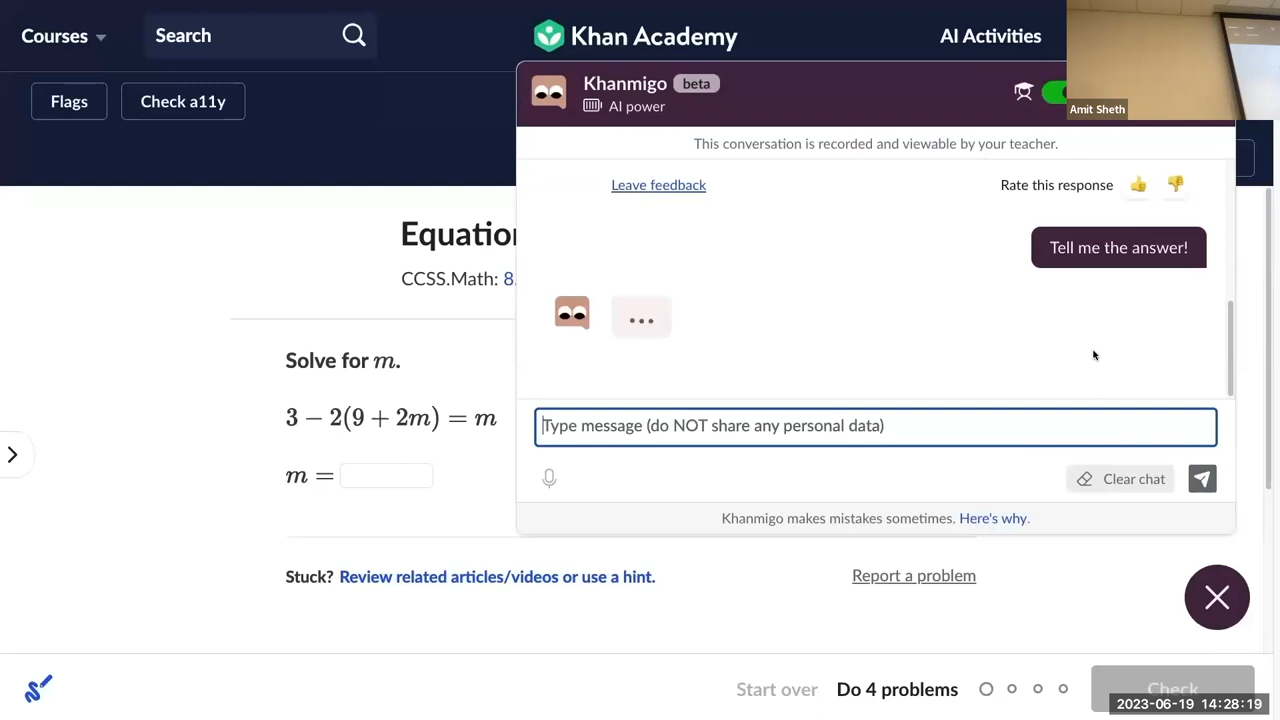 Courses
Search
Khan Academy
AI Activities
Flags
Check a11y
Khanmigo beta
AI power
Amit Sheth
This conversation is recorded and viewable by your teacher.
Leave feedback
Rate this response
Tell me the answer!
Equation
CCSS.Math: 8.
Solve for m.
3 − 2(9 + 2m) = m
m =
Type message (do NOT share any personal data)
Clear chat
Khanmigo makes mistakes sometimes. Here's why.
Stuck? Review related articles/videos or use a hint.
Report a problem
Start over
Do 4 problems
Check
2023-06-19 14:28:19